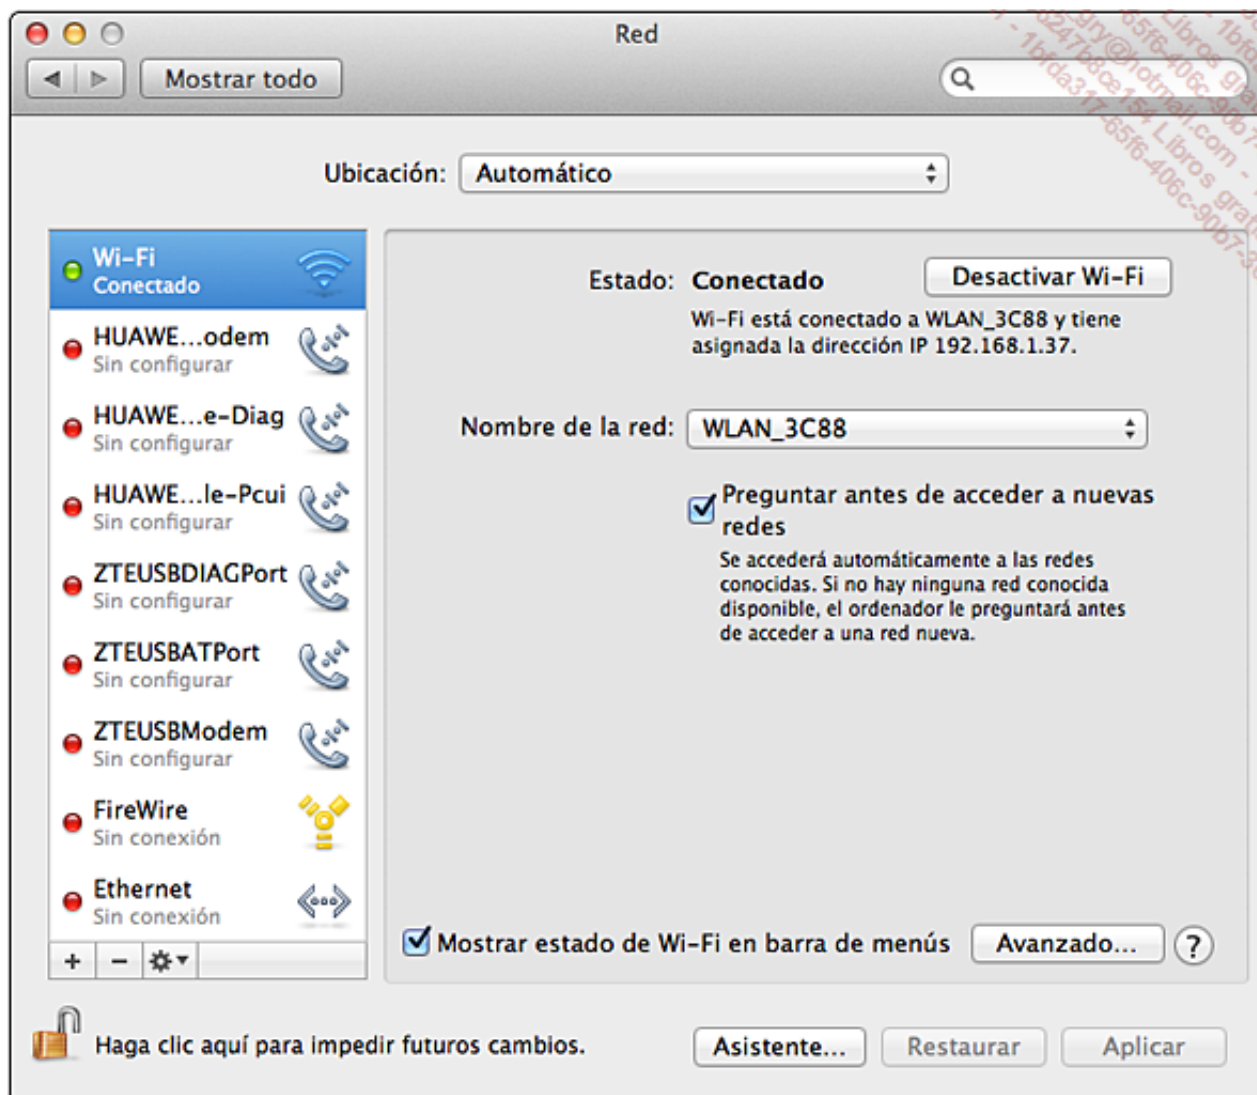 Red
Mostrar todo
Ubicación: Automático
Wi-Fi
Conectado
HUAWE...odem
Sin configurar
HUAWE...e-Diag
Sin configurar
HUAWE...le-Pcui
Sin configurar
ZTEUSBDIAGPort
Sin configurar
ZTEUSBATPort
Sin configurar
ZTEUSBModem
Sin configurar
FireWire
Sin conexión
Ethernet
Sin conexión
Estado: Conectado
Desactivar Wi-Fi
Wi-Fi está conectado a WLAN_3C88 y tiene
asignada la dirección IP 192.168.1.37.
Nombre de la red: WLAN_3C88
Preguntar antes de acceder a nuevas
redes
Se accederá automáticamente a las redes
conocidas. Si no hay ninguna red conocida
disponible, el ordenador le preguntará antes
de acceder a una red nueva.
Mostrar estado de Wi-Fi en barra de menús
Avanzado...
?
Haga clic aquí para impedir futuros cambios.
Asistente...
Restaurar
Aplicar